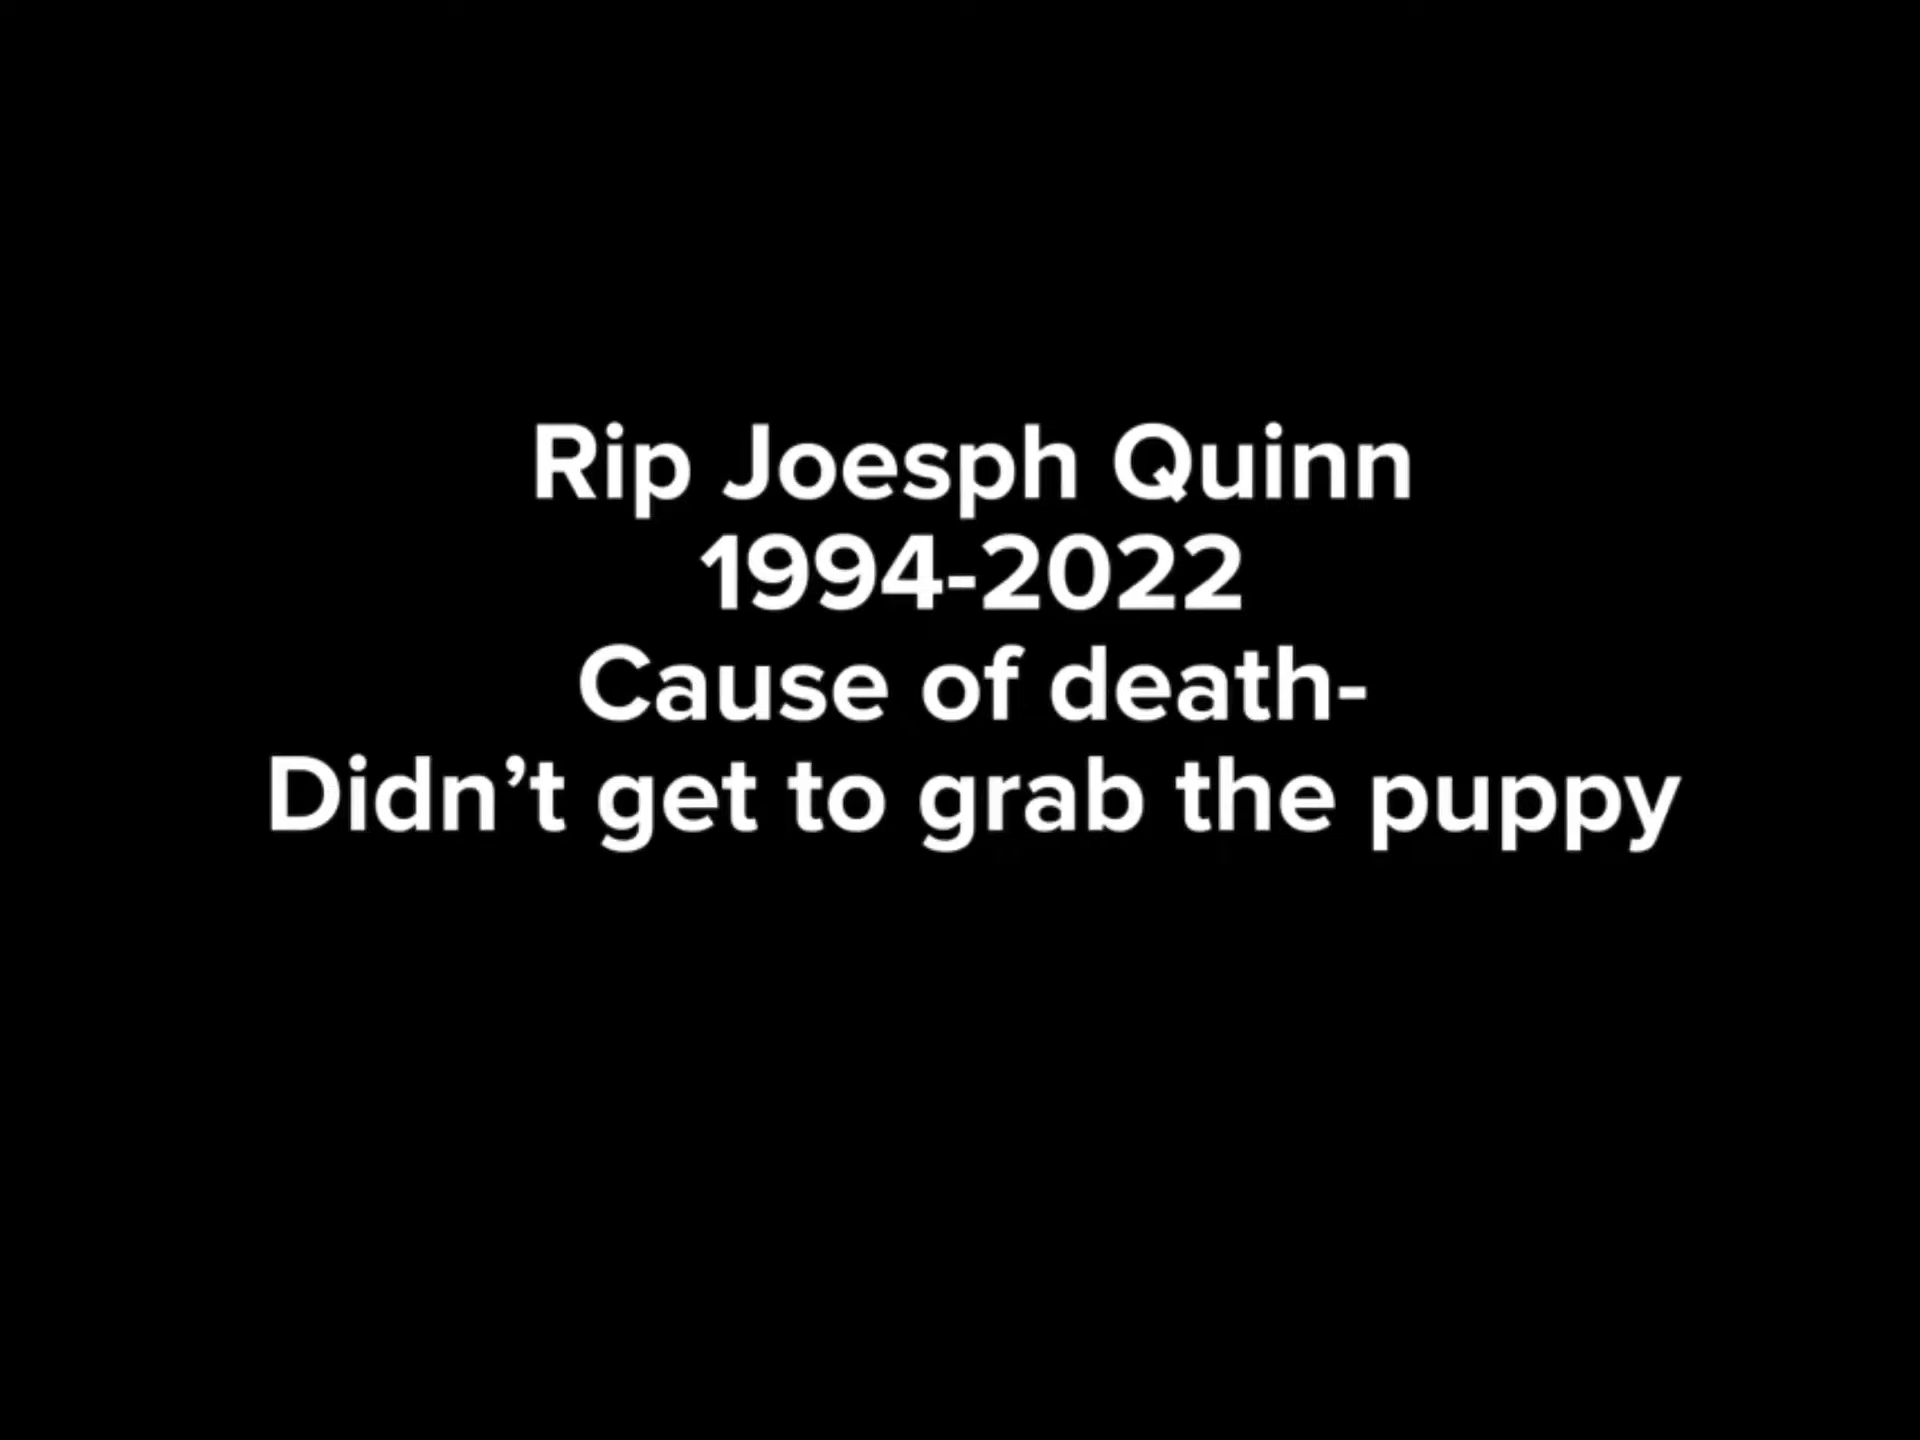 Rip Joesph Quinn
1994-2022
Cause of death-
Didn’t get to grab the puppy